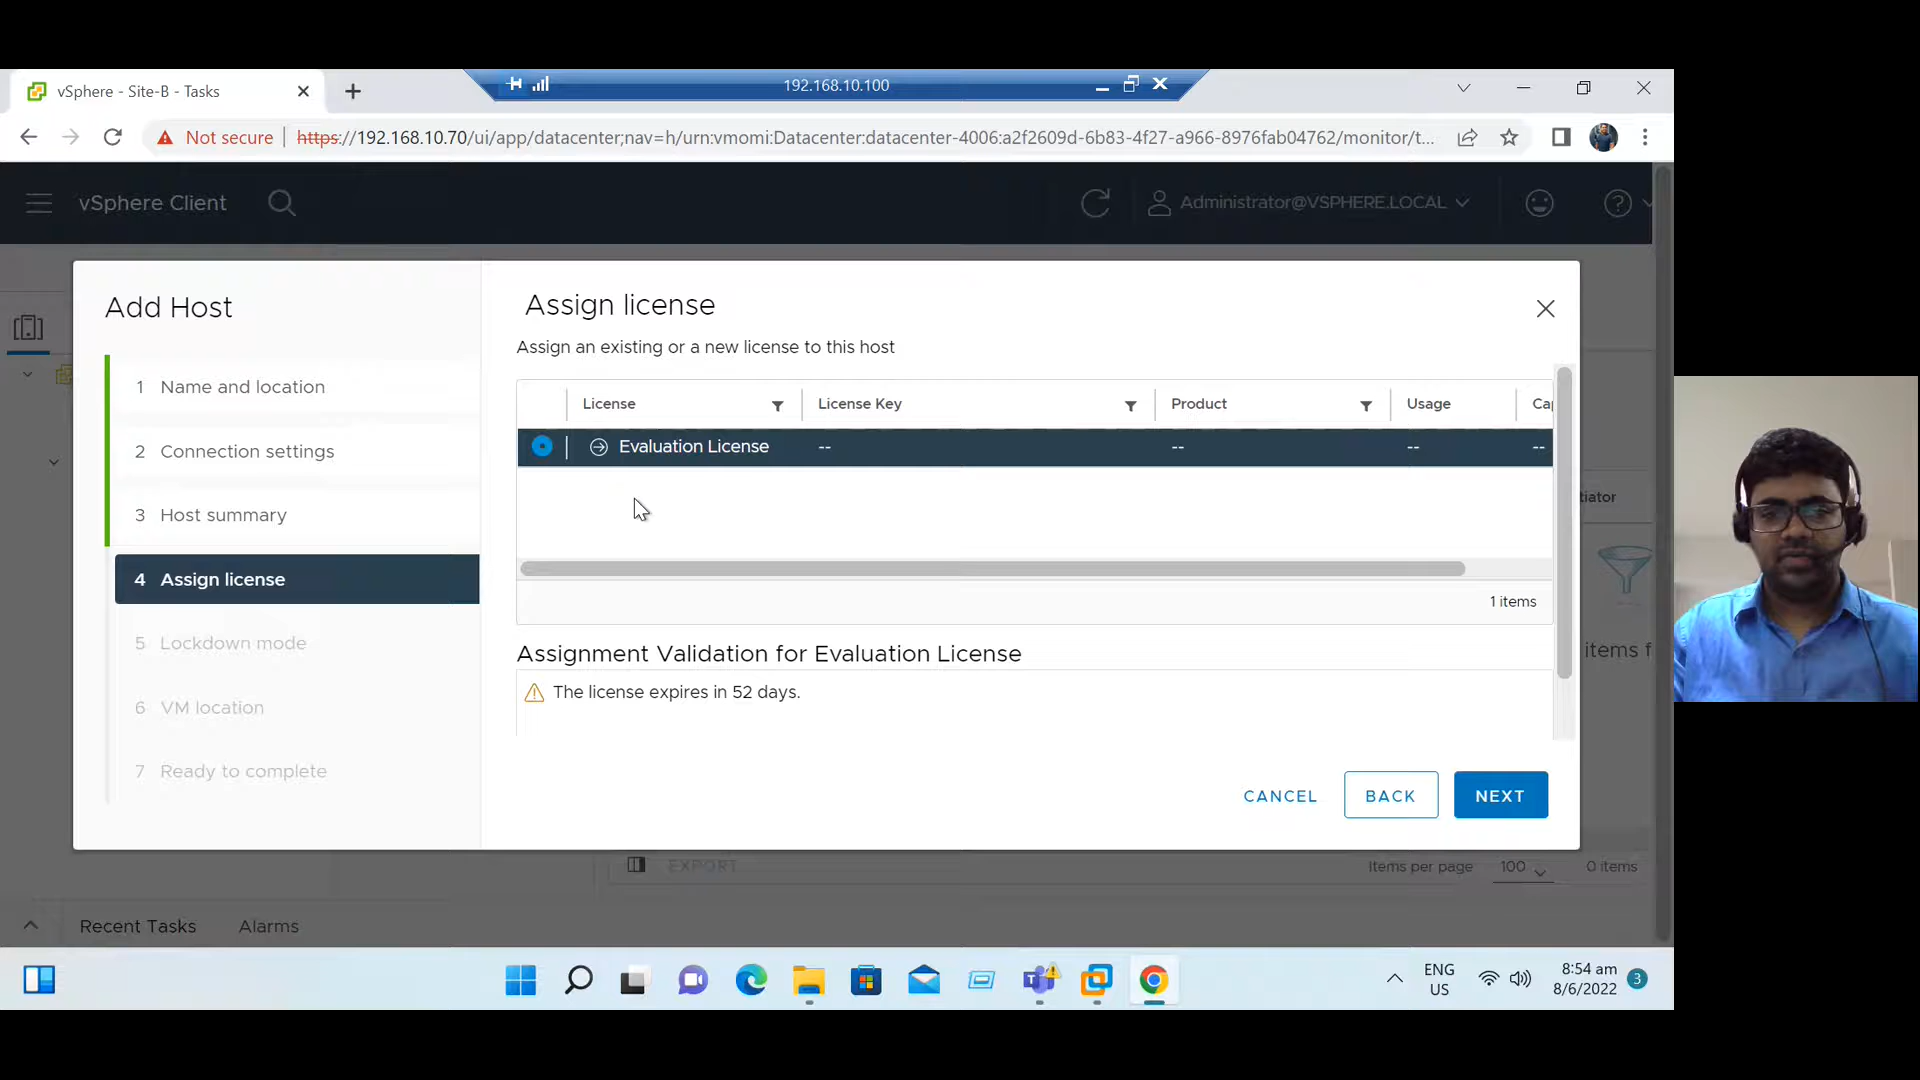 vSphere - Site-B - Tasks
192.168.10.100
Not secure
https://192.168.10.70/ui/app/datacenter;nav=h/urn:vmomi:Datacenter:datacenter-4006:a2f2609d-6b83-4f27-a966-8976fab04762/monitor/t...
vSphere Client
Administrator@VSPHERE.LOCAL
Add Host
1 Name and location
2 Connection settings
3 Host summary
4 Assign license
5 Lockdown mode
6 VM location
7 Ready to complete
Assign license
Assign an existing or a new license to this host
License
License Key
Product
Usage
Ca
Evaluation License -- -- -- --
1 items
Assignment Validation for Evaluation License
The license expires in 52 days.
CANCEL
BACK
NEXT
tiator
items f
EXPORT
Items per page 100 0 items
Recent Tasks
Alarms
ENG
US
8:54 am
8/6/2022
3